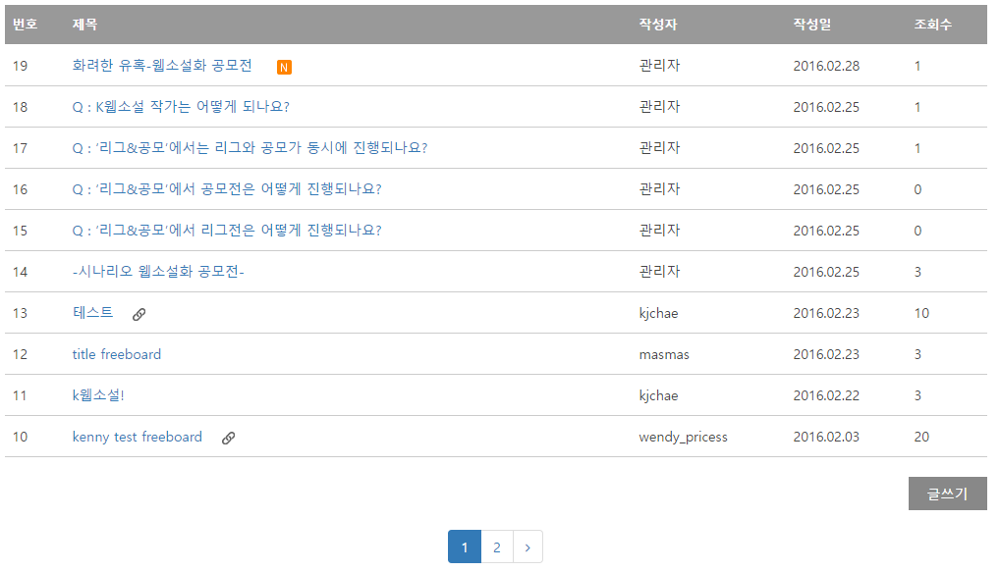 번호 제목 작성자 작성일 조회수
19 화려한 유혹-웹소설화 공모전 N 관리자 2016.02.28 1
18 Q : K웹소설 작가는 어떻게 되나요? 관리자 2016.02.25 1
17 Q : '리그&공모'에서는 리그와 공모가 동시에 진행되나요? 관리자 2016.02.25 1
16 Q : '리그&공모'에서 공모전은 어떻게 진행되나요? 관리자 2016.02.25 0
15 Q : '리그&공모'에서 리그전은 어떻게 진행되나요? 관리자 2016.02.25 0
14 -시나리오 웹소설화 공모전- 관리자 2016.02.25 3
13 테스트 kjchae 2016.02.23 10
12 title freeboard masmas 2016.02.23 3
11 k웹소설! kjchae 2016.02.22 3
10 kenny test freeboard wendy_pricess 2016.02.03 20
글쓰기
1 2 ›